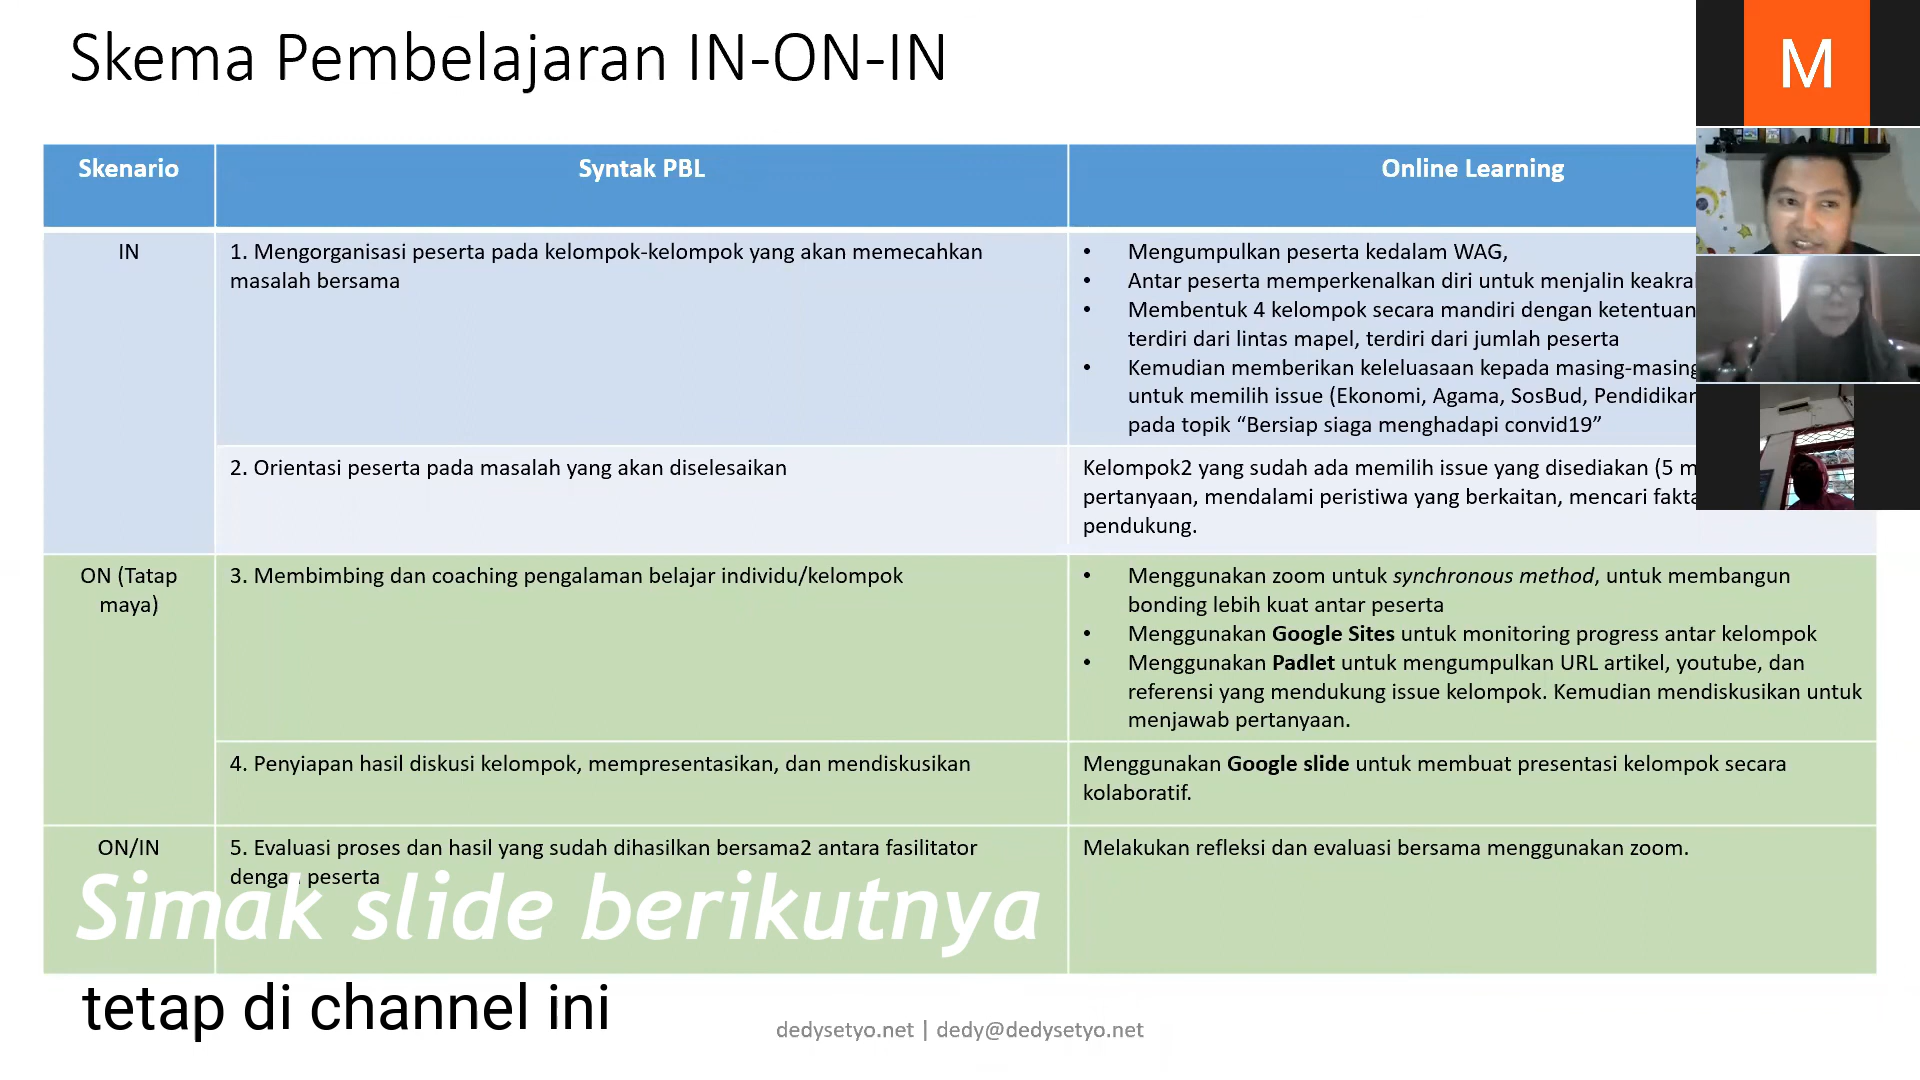 Skema Pembelajaran IN-ON-IN
M
Skenario
Syntak PBL
Online Learning
IN
1. Mengorganisasi peserta pada kelompok-kelompok yang akan memecahkan
masalah bersama
• Mengumpulkan peserta kedalam WAG,
• Antar peserta memperkenalkan diri untuk menjalin
• Membentuk 4 kelompok secara mandiri dengan ketentuan
terdiri dari lintas mapel, terdiri dari jumlah peserta
• Kemudian memberikan keleluasaan kepada masing-masing
untuk memilih issue (Ekonomi, Agama, SosBud,
pada topik “Bersiap siaga menghadapi convid19”
2. Orientasi peserta pada masalah yang akan diselesaikan
Kelompok2 yang sudah ada memilih issue yang disediakan (5
pertanyaan, mendalami peristiwa yang berkaitan, mencari fakta
pendukung.
ON (Tatap
maya)
3. Membimbing dan coaching pengalaman belajar individu/kelompok
• Menggunakan zoom untuk synchronous method, untuk membangun
bonding lebih kuat antar peserta
• Menggunakan Google Sites untuk monitoring progress antar kelompok
• Menggunakan Padlet untuk mengumpulkan URL artikel, youtube, dan
referensi yang mendukung issue kelompok. Kemudian mendiskusikan untuk
menjawab pertanyaan.
4. Penyiapan hasil diskusi kelompok, mempresentasikan, dan mendiskusikan
Menggunakan Google slide untuk membuat presentasi kelompok secara
kolaboratif.
ON/IN
5. Evaluasi proses dan hasil yang sudah dihasilkan bersama2 antara fasilitator
dengan peserta
Melakukan refleksi dan evaluasi bersama menggunakan zoom.
Simak slide berikutnya
tetap di channel ini
dedysetyo.net | dedy@dedysetyo.net